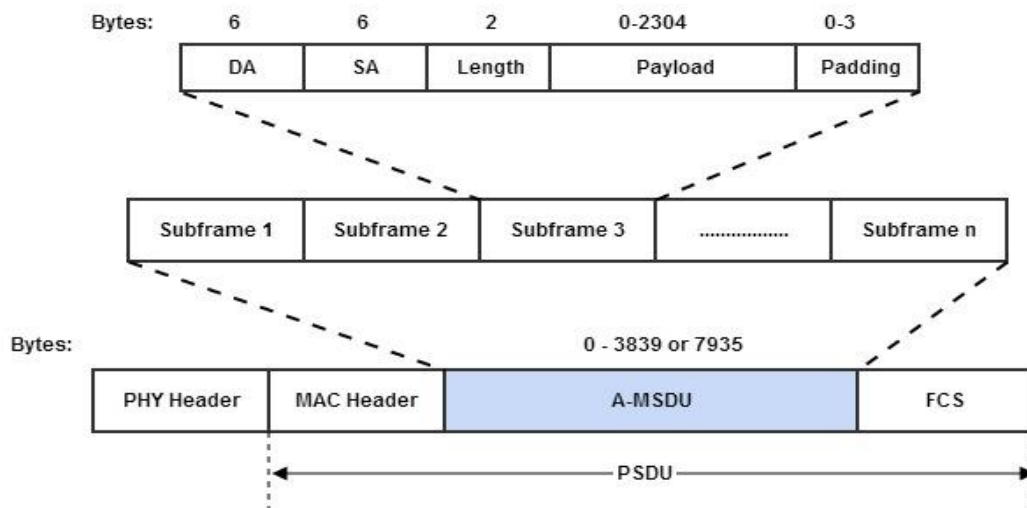 Bytes: 6 6 2 0-2304 0-3
DA SA Length Payload Padding
Subframe 1 Subframe 2 Subframe 3 ................. Subframe n
Bytes: 0 - 3839 or 7935
PHY Header MAC Header A-MSDU FCS
PSDU